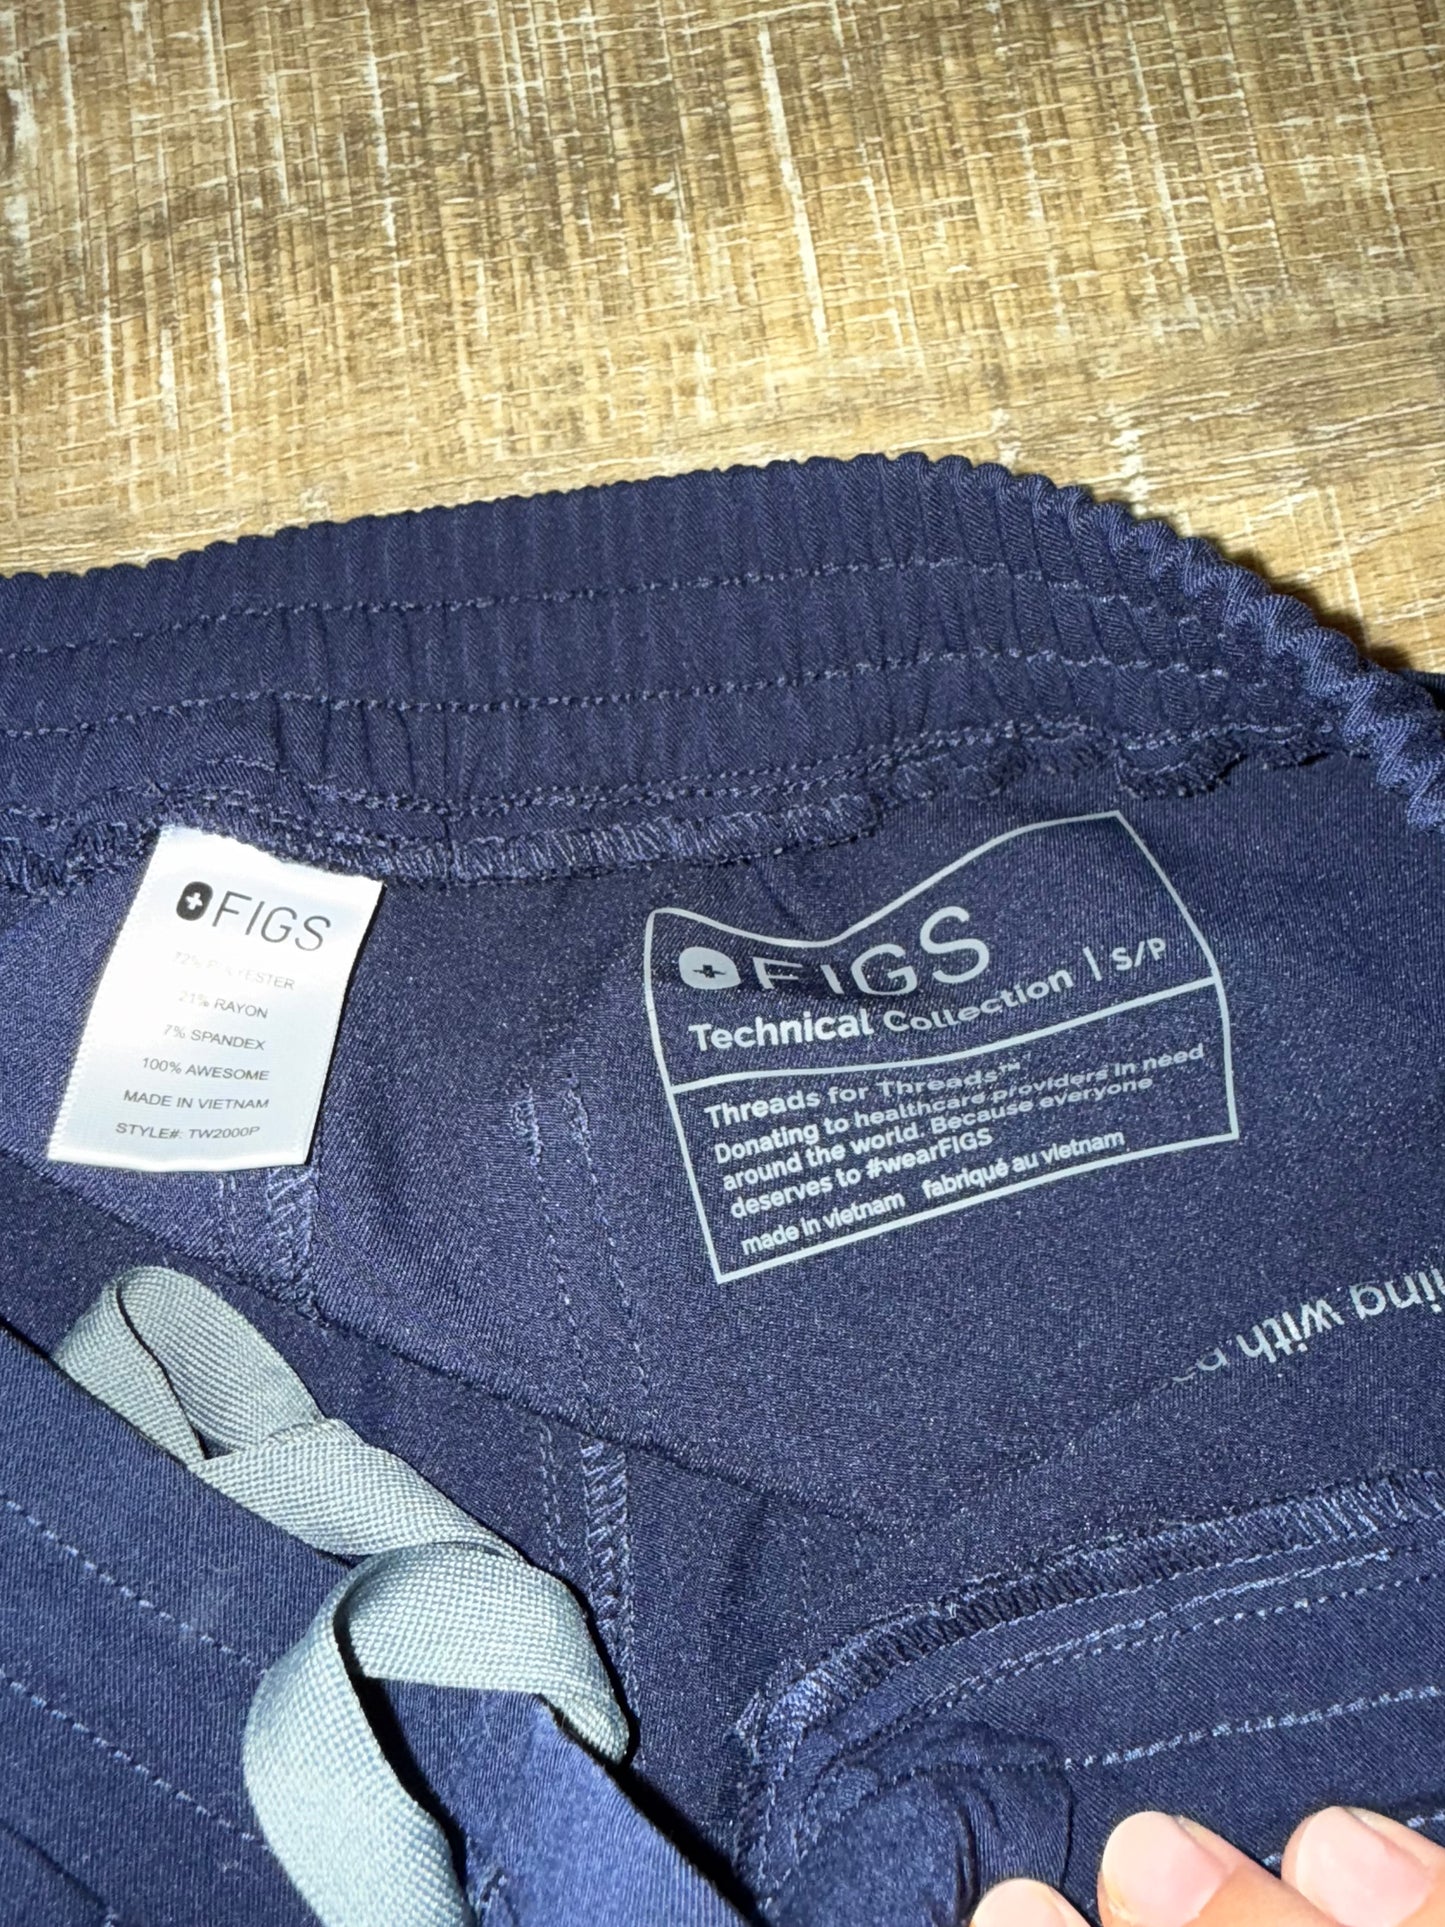 FIGS
72% POLYESTER
21% RAYON
7% SPANDEX
100% AWESOME
MADE IN VIETNAM
STYLE#: TW2000P
FIGS
Technical Collection | S/P
Threads for Threads™
Donating to healthcare providers in need
around the world. Because everyone
deserves to #wearFIGS
made in vietnam fabriqué au vietnam
with